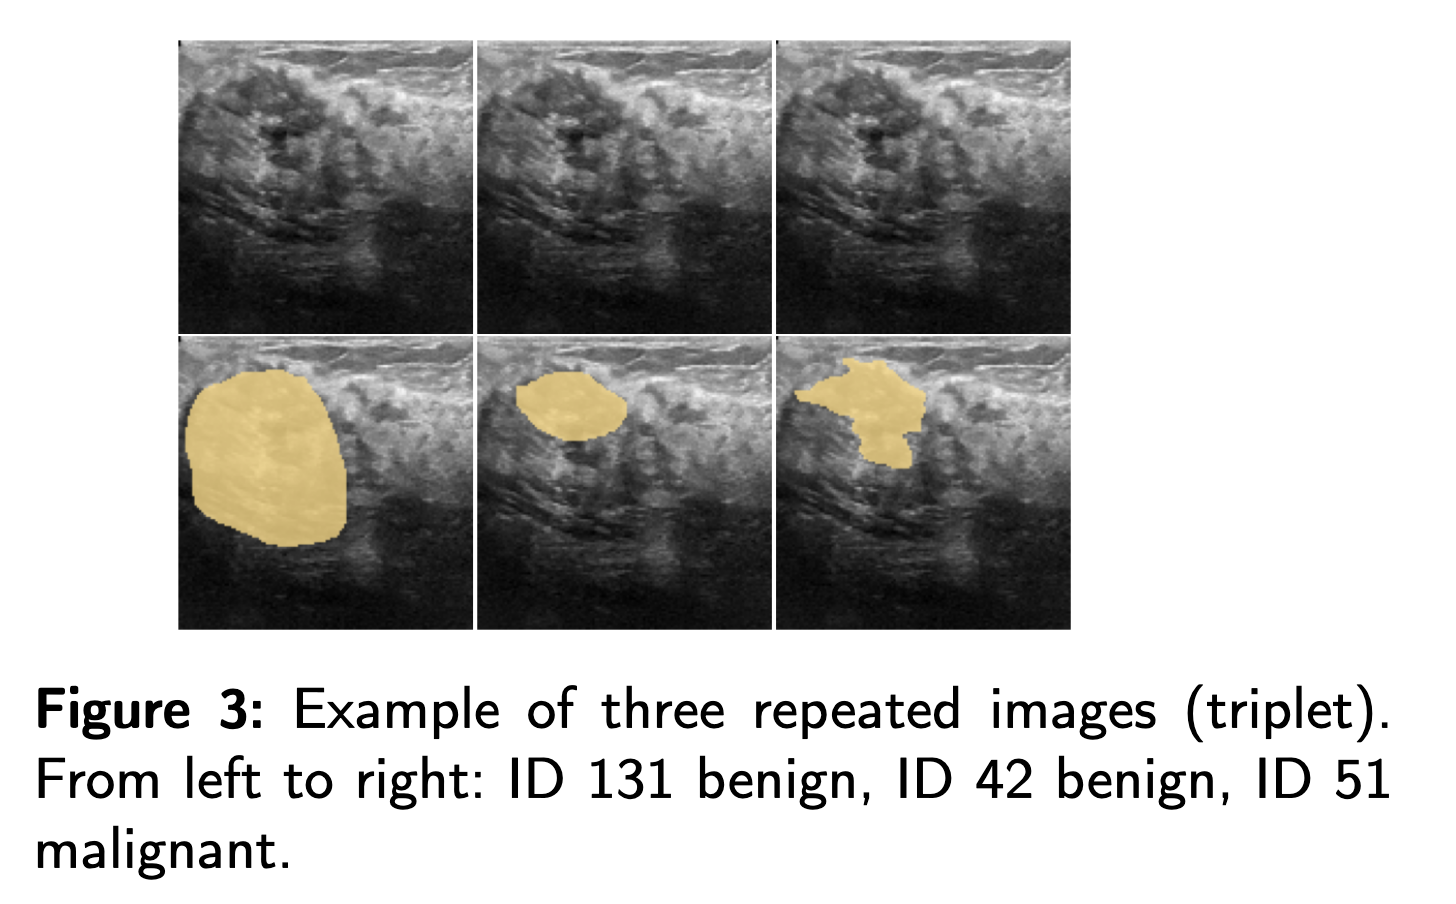 Figure 3: Example of three repeated images (triplet).
From left to right: ID 131 benign, ID 42 benign, ID 51
malignant.